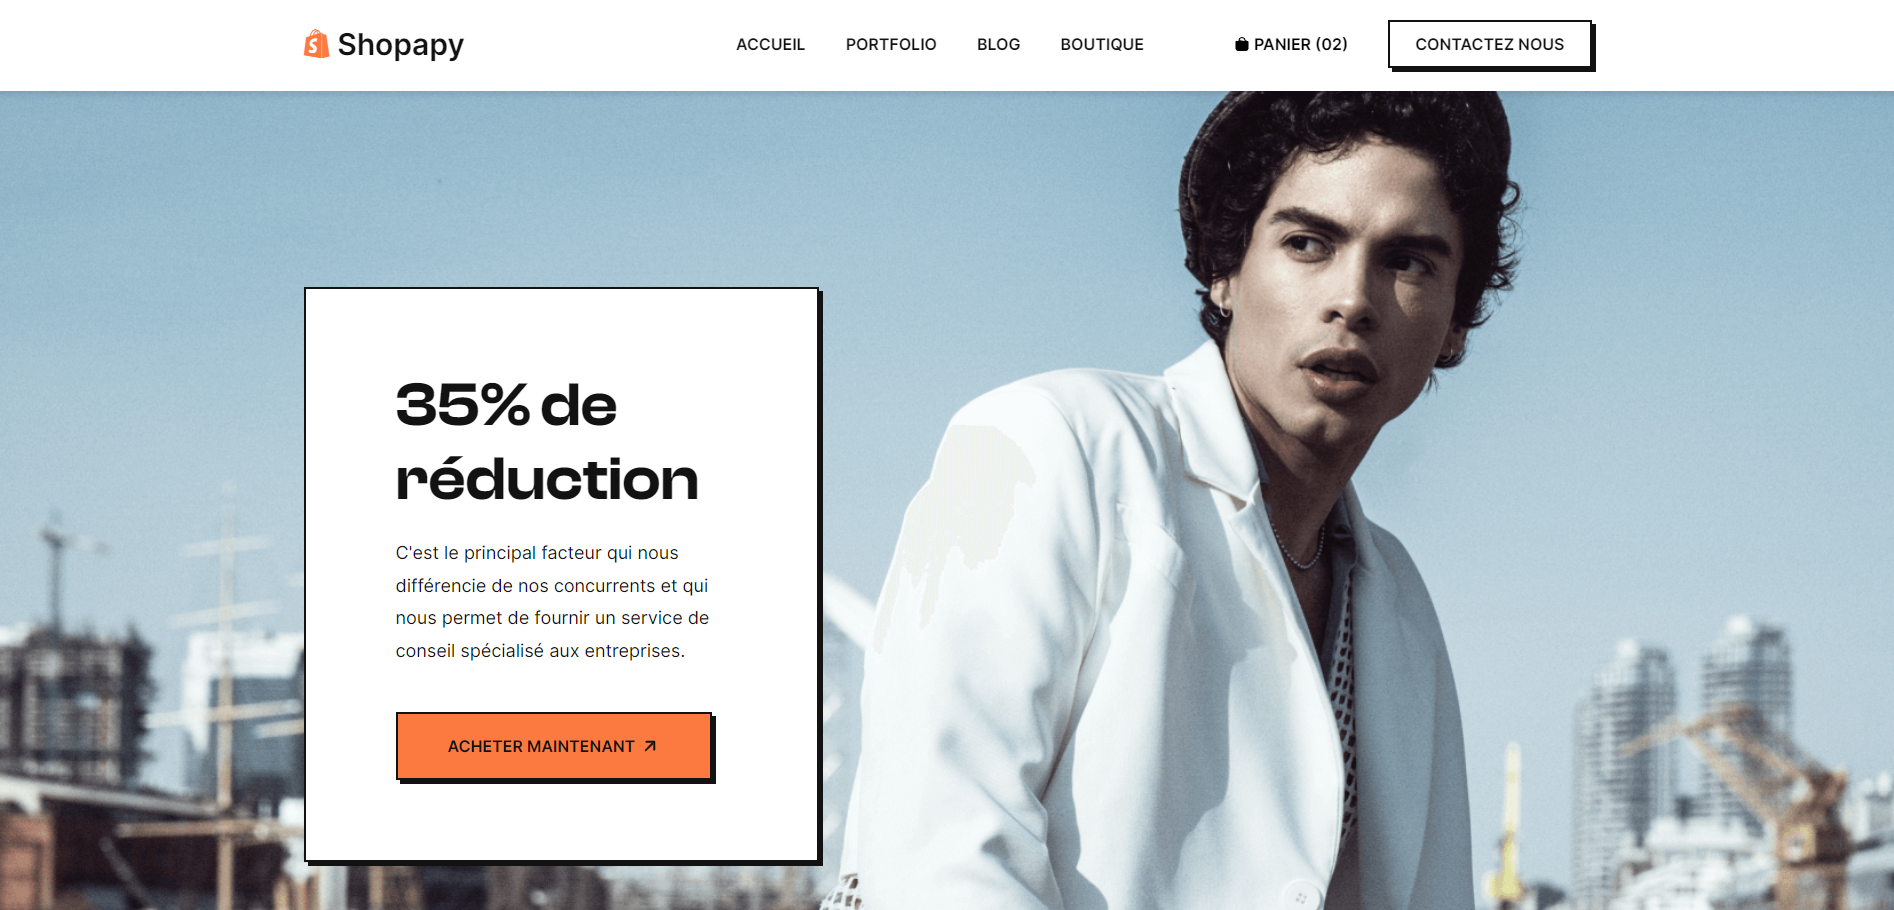 Shopapy
ACCUEIL PORTFOLIO BLOG BOUTIQUE PANIER (02) CONTACTEZ NOUS
35% de
réduction
C'est le principal facteur qui nous
différencie de nos concurrents et qui
nous permet de fournir un service de
conseil spécialisé aux entreprises.
ACHETER MAINTENANT